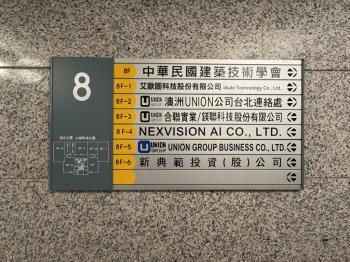 8
8F 中華民國建築技術學會
8F-1 艾歐圖科技股份有限公司 iAuto Technology Co., Ltd.
8F-2 UNION 澳洲UNION公司台北連絡處
8F-3 UNION 合聯實業/鎂聯科技股份有限公司
8F-4 NEXVISION AI CO., LTD.
8F-5 UNION GROUP UNION GROUP BUSINESS CO., LTD.
8F-6 新典範投資(股)公司